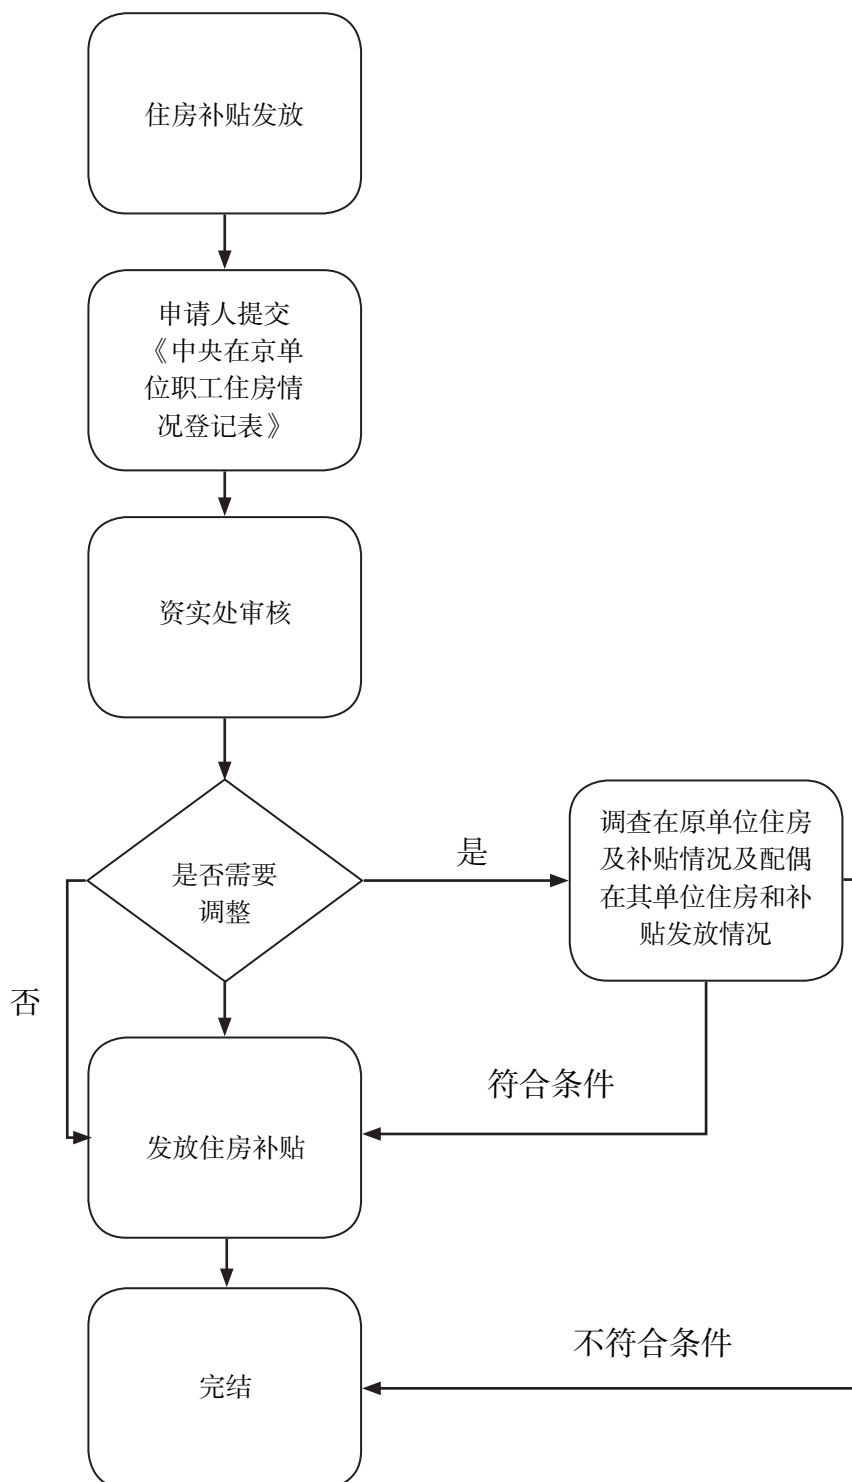 住房补贴发放
申请人提交
《中央在京单
位职工住房情
况登记表》
资实处审核
是否需要
调整
是
调查在原单位住房
及补贴情况及配偶
在其单位住房和补
贴发放情况
否
符合条件
发放住房补贴
不符合条件
完结